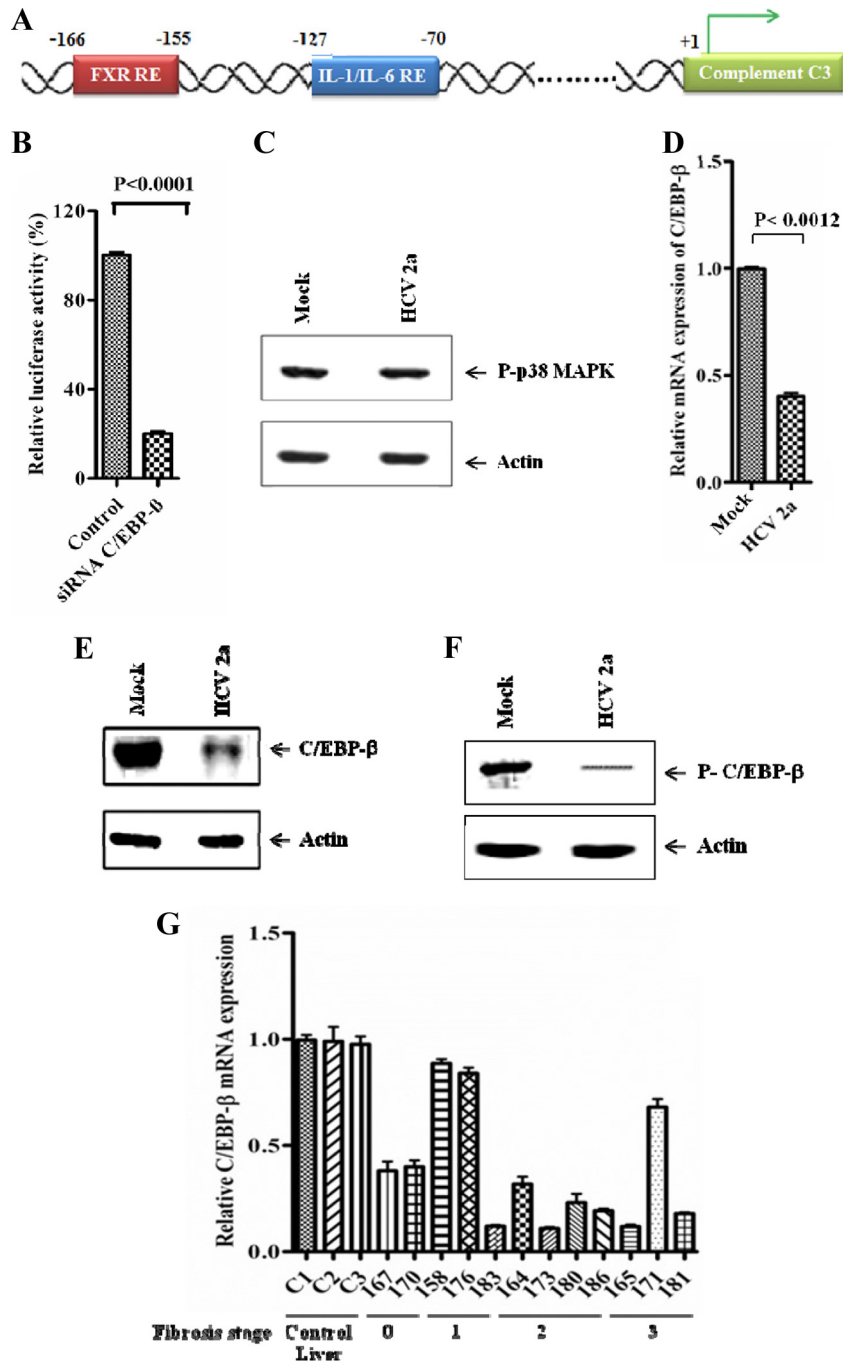 A
-166 -155 -127 -70 +1
FXR RE IL-1/IL-6 RE Complement C3
B
P<0.0001
Relative luciferase activity (%)
120
80
40
0
Control
siRNA C/EBP-β
C
Mock HCV 2a
P-p38 MAPK
Actin
D
P< 0.0012
Relative mRNA expression of C/EBP-β
1.5
1.0
0.5
0.0
Mock
HCV 2a
E
Mock HCV 2a
C/EBP-β
Actin
F
Mock HCV 2a
P- C/EBP-β
Actin
G
Relative C/EBP-β mRNA expression
1.5
1.0
0.5
0.0
C1 C2 C3 167 170 158 176 183 164 173 180 186 165 171 181
Fibrosis stage Control 0 1 2 3
Liver